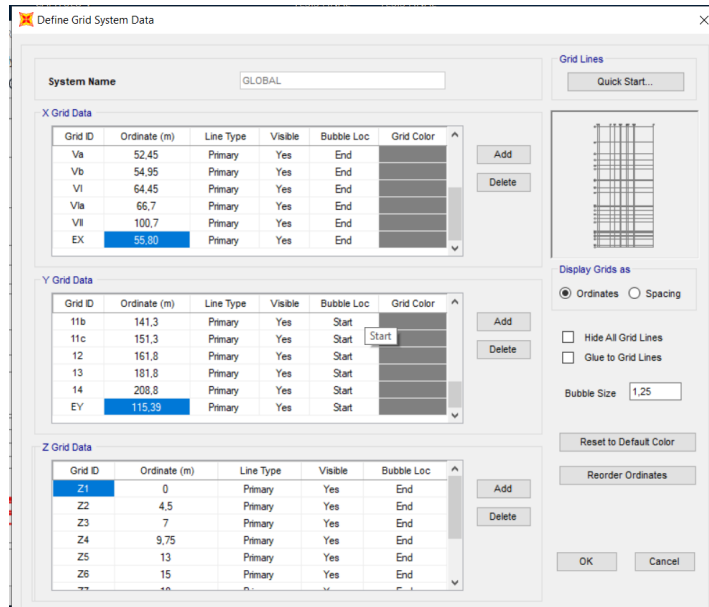 Define Grid System Data
System Name GLOBAL
Grid Lines
Quick Start...
X Grid Data
Grid ID Ordinate (m) Line Type Visible Bubble Loc Grid Color
Va 52,45 Primary Yes End
Vb 54,95 Primary Yes End
VI 64,45 Primary Yes End
VIa 66,7 Primary Yes End
VII 100,7 Primary Yes End
EX 55,80 Primary Yes End
Add
Delete
Y Grid Data
Grid ID Ordinate (m) Line Type Visible Bubble Loc Grid Color
11b 141,3 Primary Yes Start
11c 151,3 Primary Yes Start
12 161,8 Primary Yes Start
13 181,8 Primary Yes Start
14 208,8 Primary Yes Start
EY 115,39 Primary Yes Start
Start
Add
Delete
Display Grids as
Ordinates Spacing
Hide All Grid Lines
Glue to Grid Lines
Bubble Size 1,25
Reset to Default Color
Reorder Ordinates
Z Grid Data
Grid ID Ordinate (m) Line Type Visible Bubble Loc
Z1 0 Primary Yes End
Z2 4,5 Primary Yes End
Z3 7 Primary Yes End
Z4 9,75 Primary Yes End
Z5 13 Primary Yes End
Z6 15 Primary Yes End
Add
Delete
OK Cancel